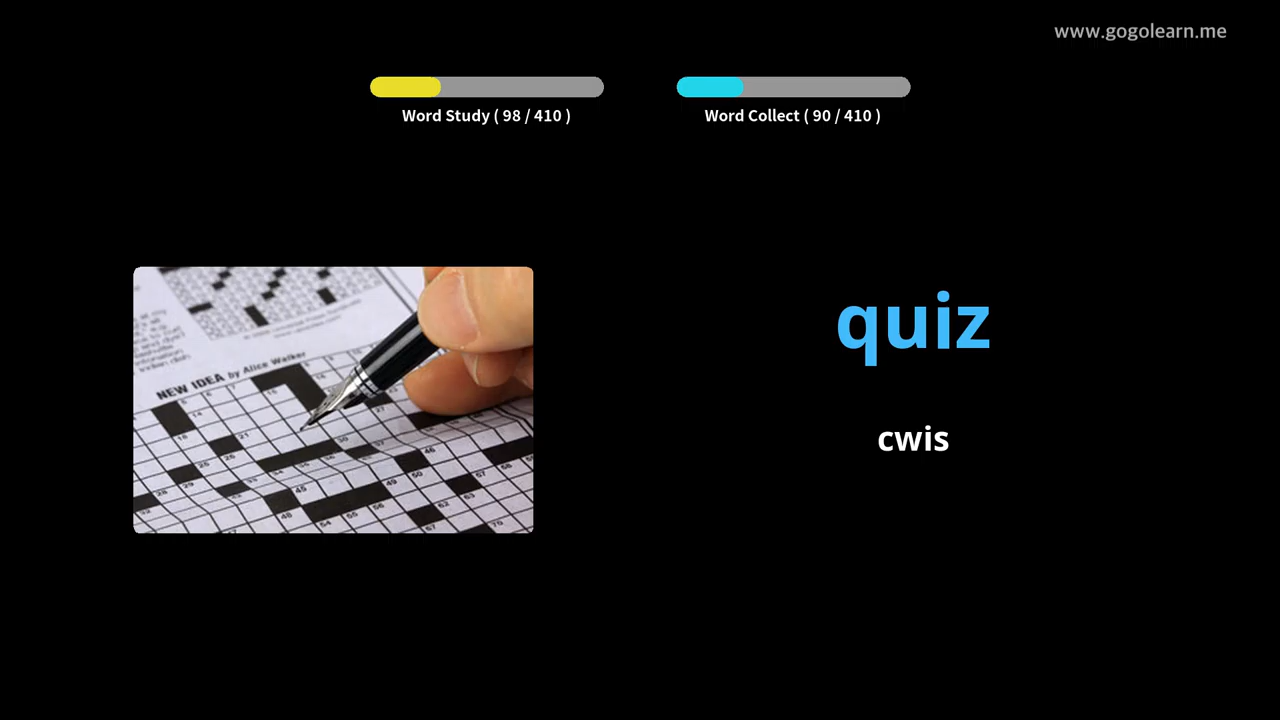 www.gogolearn.me
Word Study ( 98 / 410 )
Word Collect ( 90 / 410 )
NEW IDEA by Alice Walker
quiz
cwis